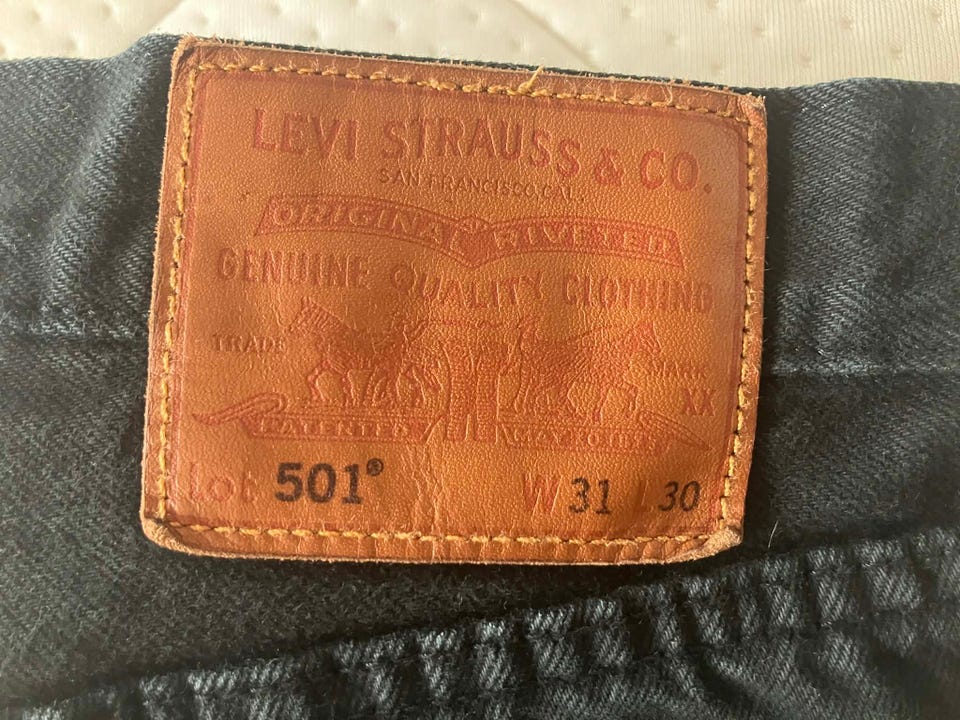 LEVI STRAUSS & CO.
SAN FRANCISCO, CAL.
ORIGINAL RIVETED
GENUINE QUALITY CLOTHING
TRADE MARK
XX
PATENTED MAY 20 1873
Lot 501® W 31 L 30